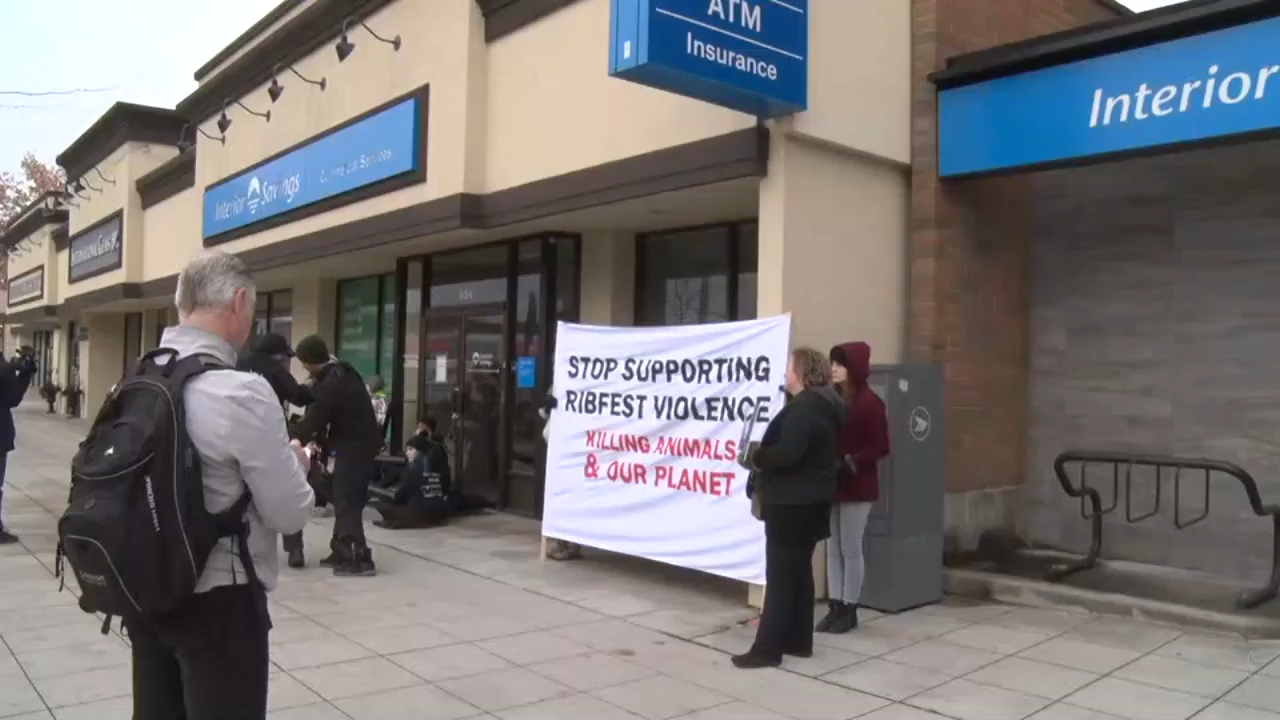 ATM
Insurance
Interior
Interior Savings
STOP SUPPORTING
RIBFEST VIOLENCE
KILLING ANIMALS
& OUR PLANET